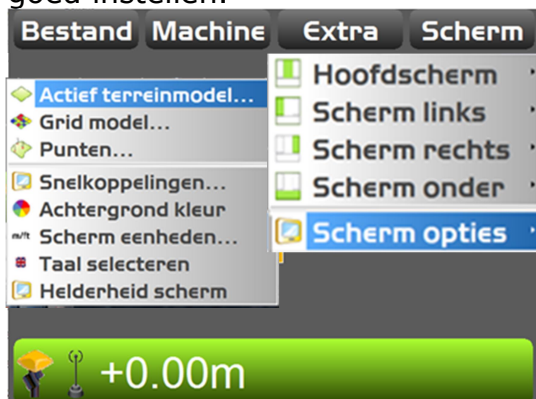 goed instellen.
Bestand Machine Extra Scherm
Hoofdscherm
Scherm links
Scherm rechts
Scherm onder
Scherm opties
Actief terreinmodel...
Grid model...
Punten...
Snelkoppelingen...
Achtergrond kleur
m/ft Scherm eenheden...
Taal selecteren
Helderheid scherm
+0.00m